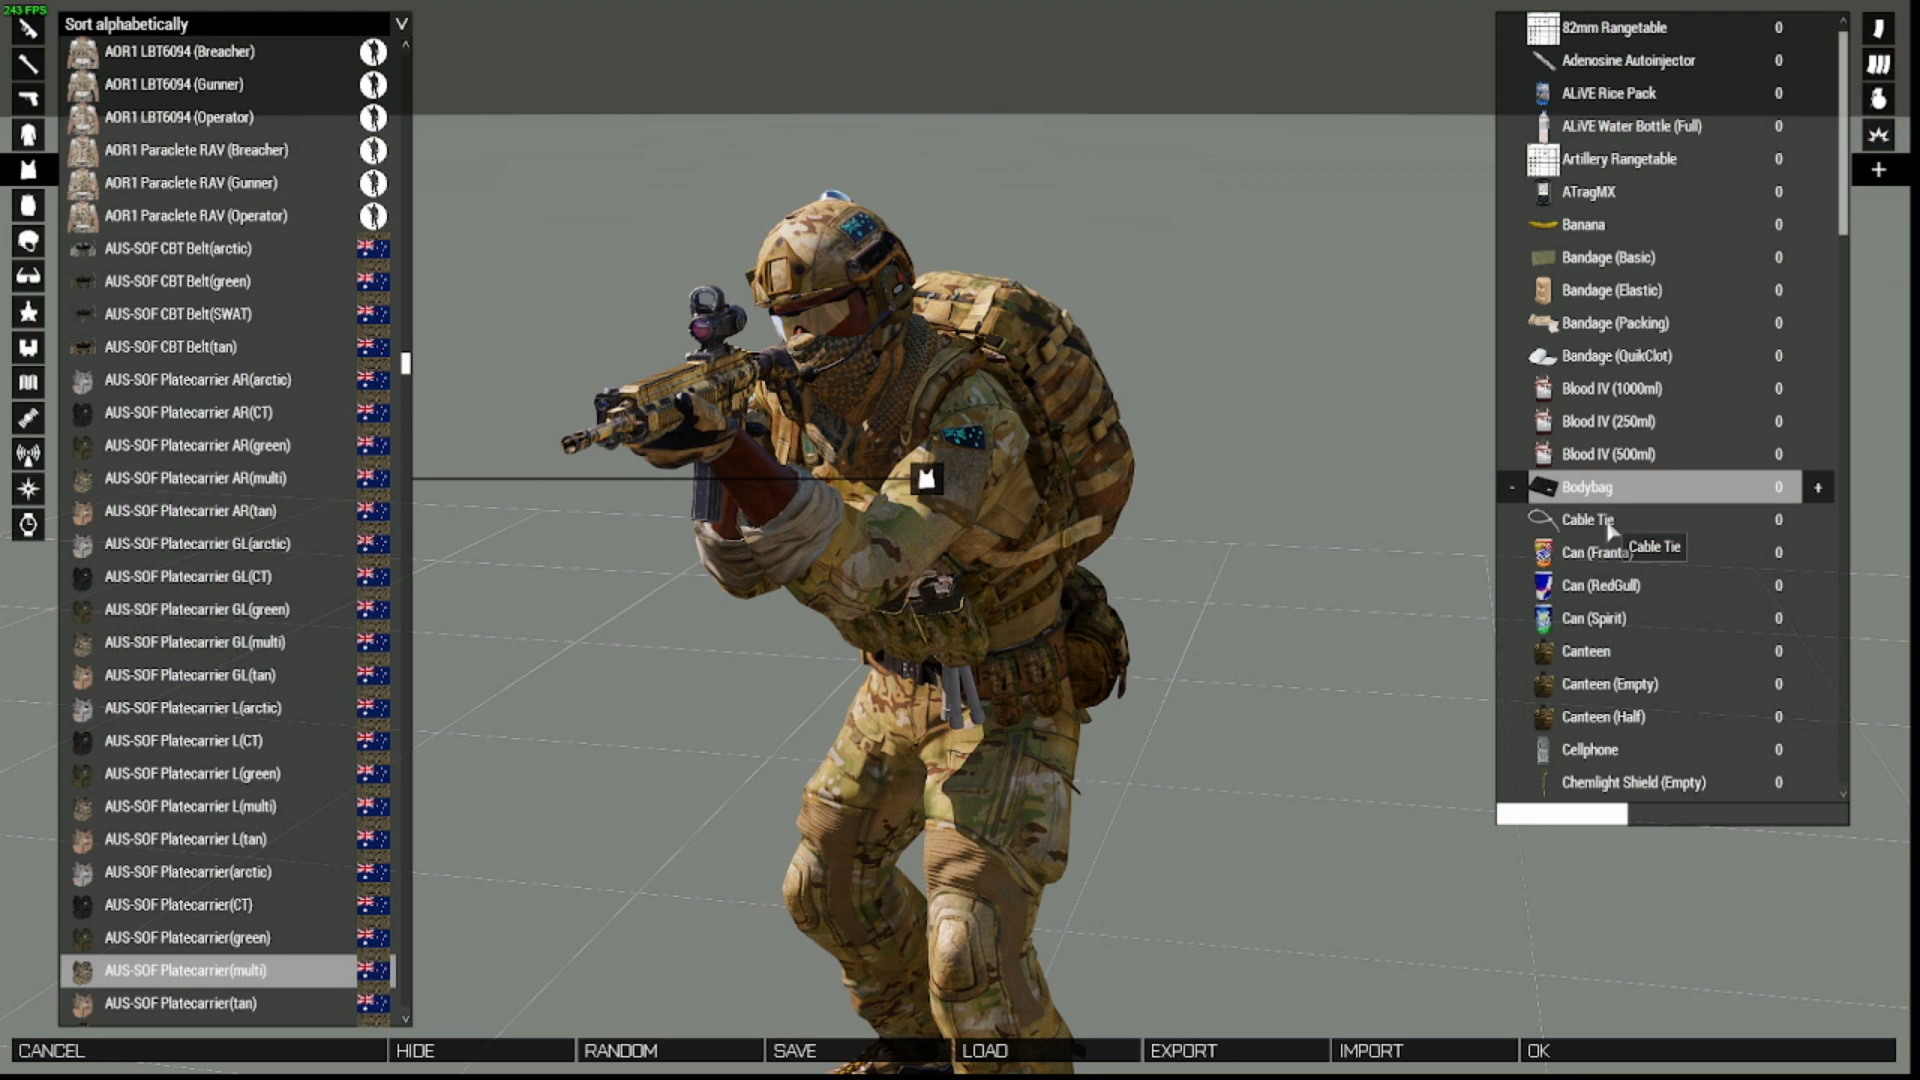 243 FPS
Sort alphabetically
AOR1 LBT6094 (Breacher)
AOR1 LBT6094 (Gunner)
AOR1 LBT6094 (Operator)
AOR1 Paraclete RAV (Breacher)
AOR1 Paraclete RAV (Gunner)
AOR1 Paraclete RAV (Operator)
AUS-SOF CBT Belt(arctic)
AUS-SOF CBT Belt(green)
AUS-SOF CBT Belt(SWAT)
AUS-SOF CBT Belt(tan)
AUS-SOF Platecarrier AR(arctic)
AUS-SOF Platecarrier AR(CT)
AUS-SOF Platecarrier AR(green)
AUS-SOF Platecarrier AR(multi)
AUS-SOF Platecarrier AR(tan)
AUS-SOF Platecarrier GL(arctic)
AUS-SOF Platecarrier GL(CT)
AUS-SOF Platecarrier GL(green)
AUS-SOF Platecarrier GL(multi)
AUS-SOF Platecarrier GL(tan)
AUS-SOF Platecarrier L(arctic)
AUS-SOF Platecarrier L(CT)
AUS-SOF Platecarrier L(green)
AUS-SOF Platecarrier L(multi)
AUS-SOF Platecarrier L(tan)
AUS-SOF Platecarrier(arctic)
AUS-SOF Platecarrier(CT)
AUS-SOF Platecarrier(green)
AUS-SOF Platecarrier(multi)
AUS-SOF Platecarrier(tan)
82mm Rangetable 0
Adenosine Autoinjector 0
ALiVE Rice Pack 0
ALiVE Water Bottle (Full) 0
Artillery Rangetable 0
ATragMX 0
Banana 0
Bandage (Basic) 0
Bandage (Elastic) 0
Bandage (Packing) 0
Bandage (QuikClot) 0
Blood IV (1000ml) 0
Blood IV (250ml) 0
Blood IV (500ml) 0
- Bodybag 0 +
Cable Tie 0
Cable Tie
Can (Franta) 0
Can (RedGull) 0
Can (Spirit) 0
Canteen 0
Canteen (Empty) 0
Canteen (Half) 0
Cellphone 0
Chemlight Shield (Empty) 0
CANCEL
HIDE
RANDOM
SAVE
LOAD
EXPORT
IMPORT
OK